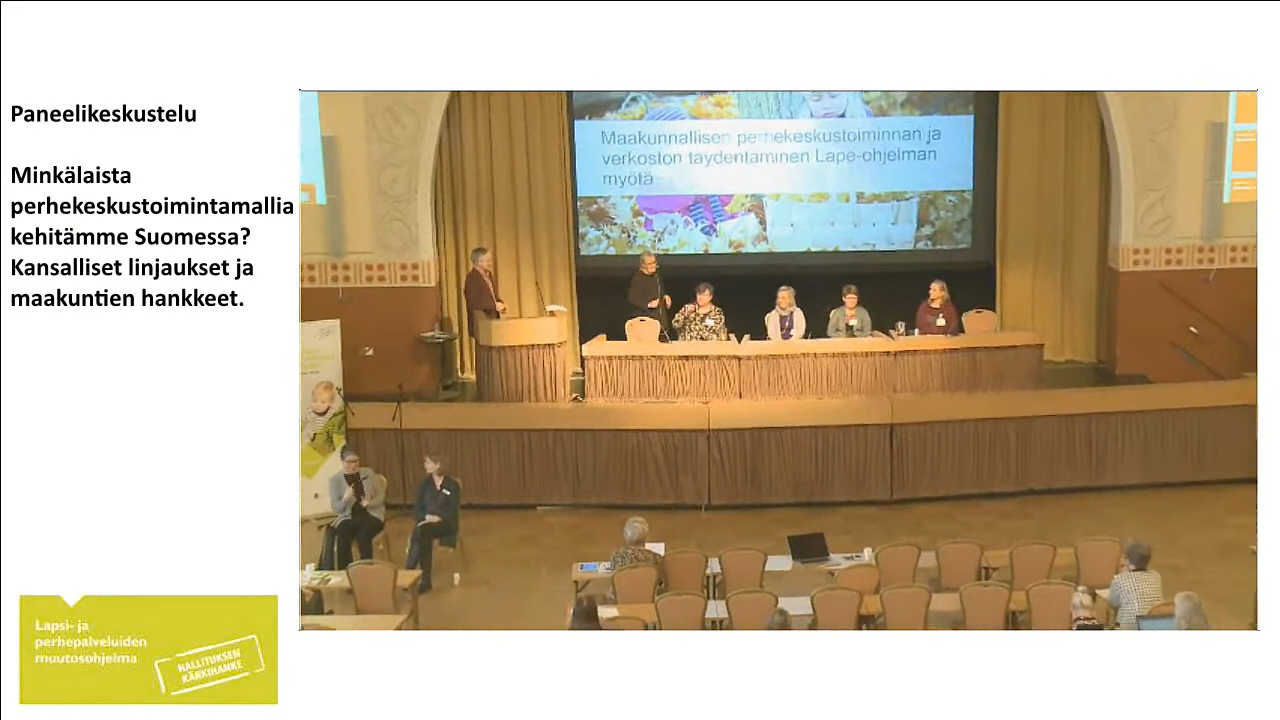 Paneelikeskustelu
Minkälaista
perhekeskustoimintamallia
kehitämme Suomessa?
Kansalliset linjaukset ja
maakuntien hankkeet.
Maakunnallisen perhekeskustoiminnan ja
verkoston täydentäminen Lape-ohjelman
myötä
Lapsi- ja
perhepalveluiden
muutosohjelma
HALLITUKSEN
KÄRKIHANKE